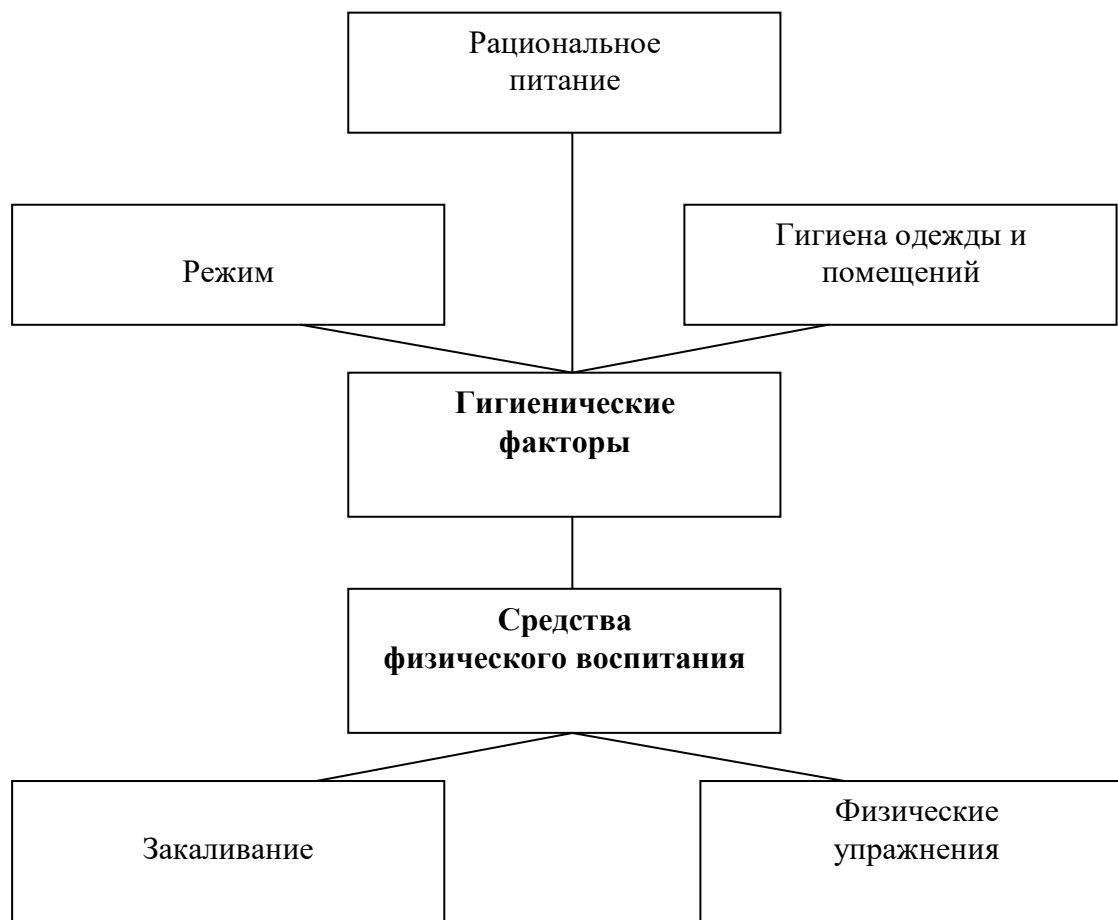 Рациональное
питание
Режим
Гигиена одежды и
помещений
Гигиенические
факторы
Средства
физического воспитания
Закаливание
Физические
упражнения